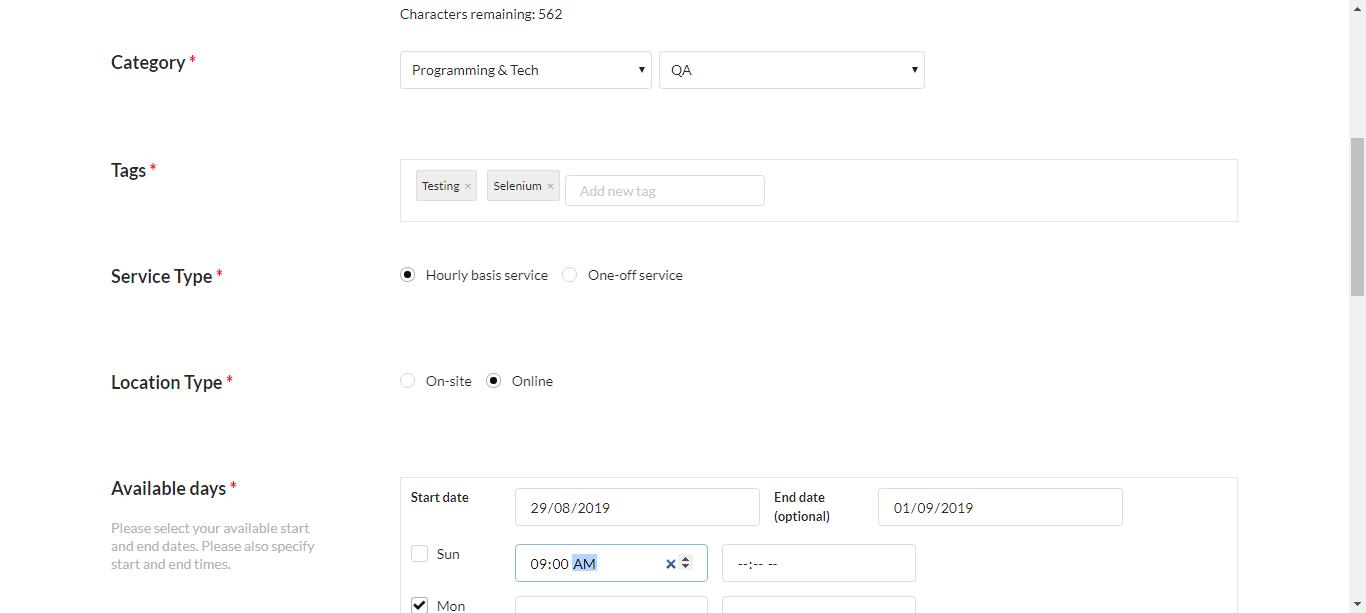 Characters remaining: 562
Category *
Programming & Tech
QA
Tags *
Testing ×
Selenium ×
Add new tag
Service Type *
Hourly basis service
One-off service
Location Type *
On-site
Online
Available days *
Please select your available start
and end dates. Please also specify
start and end times.
Start date
29/08/2019
End date
(optional)
01/09/2019
Sun
09:00 AM
--:-- --
Mon